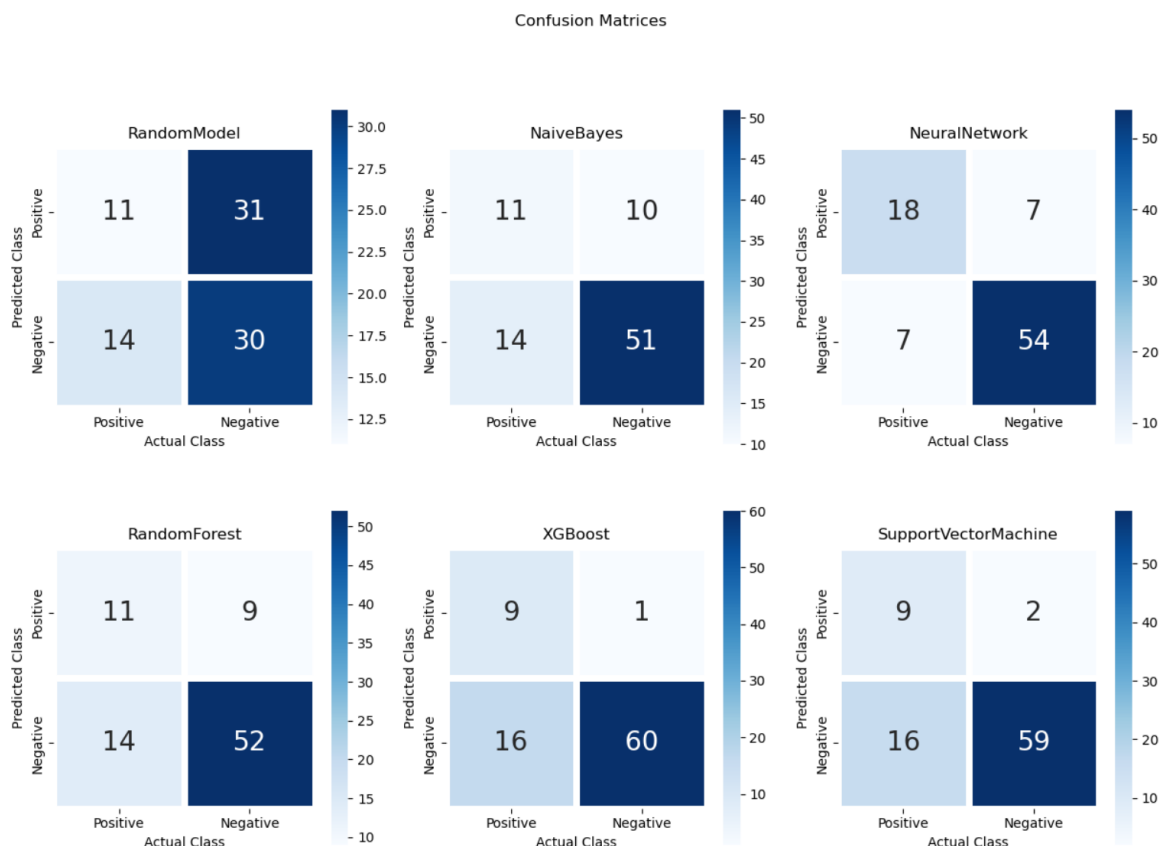 Confusion Matrices
RandomModel
Predicted Class
Positive
Negative
11 31
14 30
Positive Negative
Actual Class
30.0
27.5
25.0
22.5
20.0
17.5
15.0
12.5
NaiveBayes
Predicted Class
Positive
Negative
11 10
14 51
Positive Negative
Actual Class
50
45
40
35
30
25
20
15
10
NeuralNetwork
Predicted Class
Positive
Negative
18 7
7 54
Positive Negative
Actual Class
50
40
30
20
10
RandomForest
Predicted Class
Positive
Negative
11 9
14 52
Positive Negative
Actual Class
50
45
40
35
30
25
20
15
10
XGBoost
Predicted Class
Positive
Negative
9 1
16 60
Positive Negative
Actual Class
60
50
40
30
20
10
SupportVectorMachine
Predicted Class
Positive
Negative
9 2
16 59
Positive Negative
Actual Class
50
40
30
20
10